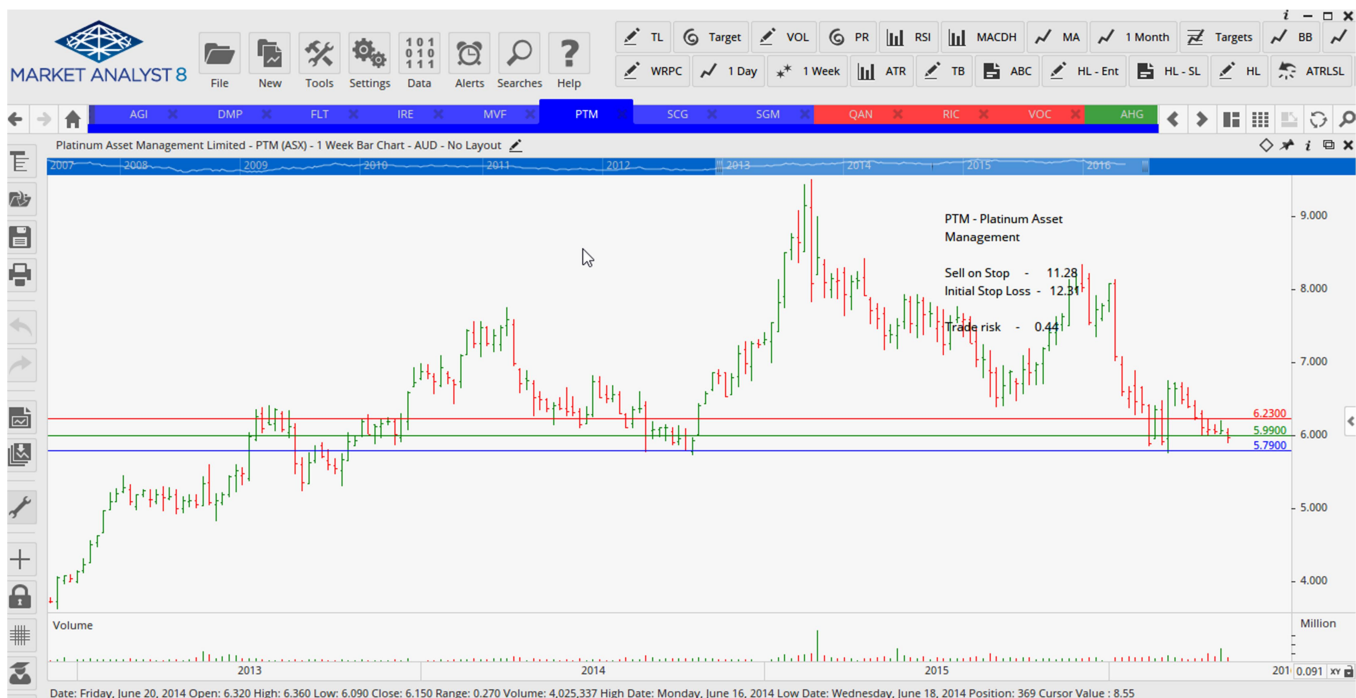 MARKET ANALYST 8
File New Tools Settings Data Alerts Searches Help
TL Target VOL PR RSI MACDH MA 1 Month Targets BB
WRPC 1 Day 1 Week ATR TB ABC HL - Ent HL - SL HL ATRLSL
AGI DMP FLT IRE MVF PTM SCG SGM QAN RIC VOC AHG
Platinum Asset Management Limited - PTM (ASX) - 1 Week Bar Chart - AUD - No Layout
2007 2008 2009 2010 2011 2012 2013 2014 2015 2016
PTM - Platinum Asset
Management
Sell on Stop - 11.28
Initial Stop Loss - 12.31
Trade risk - 0.44
9.000
8.000
7.000
6.2300
5.9900
6.000
5.7900
5.000
4.000
Volume
Million
2013 2014 2015 201
0.091 XY
Date: Friday, June 20, 2014 Open: 6.320 High: 6.360 Low: 6.090 Close: 6.150 Range: 0.270 Volume: 4,025,337 High Date: Monday, June 16, 2014 Low Date: Wednesday, June 18, 2014 Position: 369 Cursor Value : 8.55